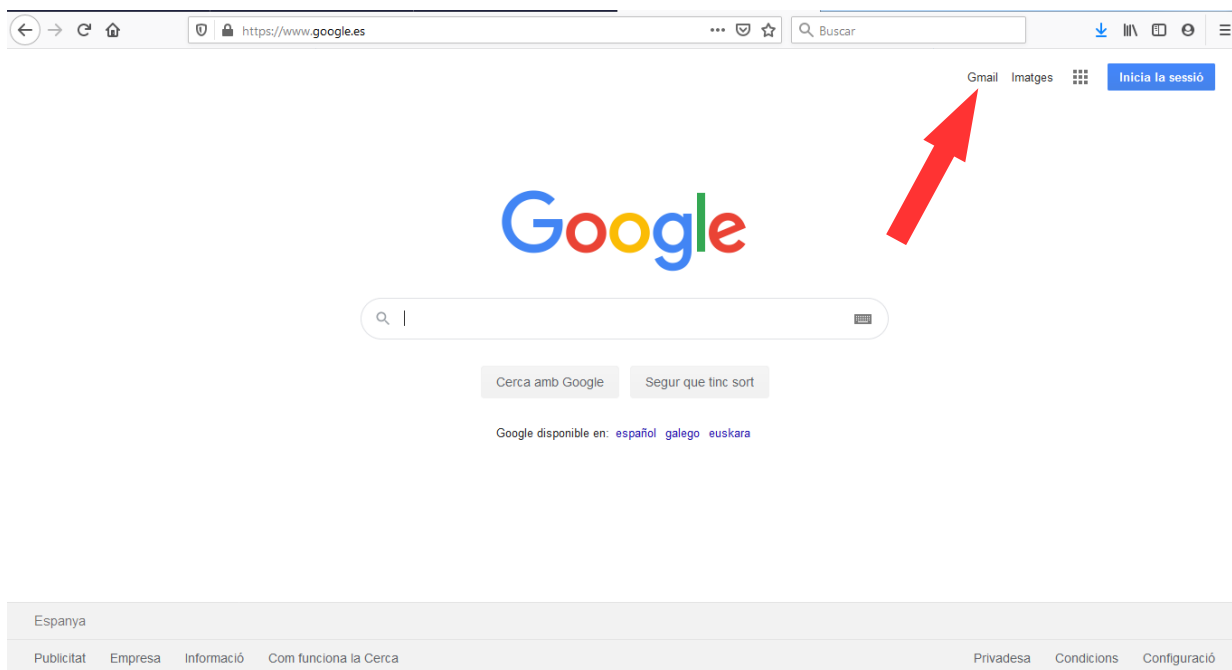 https://www.google.es
Buscar
Gmail Imatges Inicia la sessió
Google
Cerca amb Google Segur que tinc sort
Google disponible en: español galego euskara
Espanya
Publicitat Empresa Informació Com funciona la Cerca Privadesa Condicions Configuració